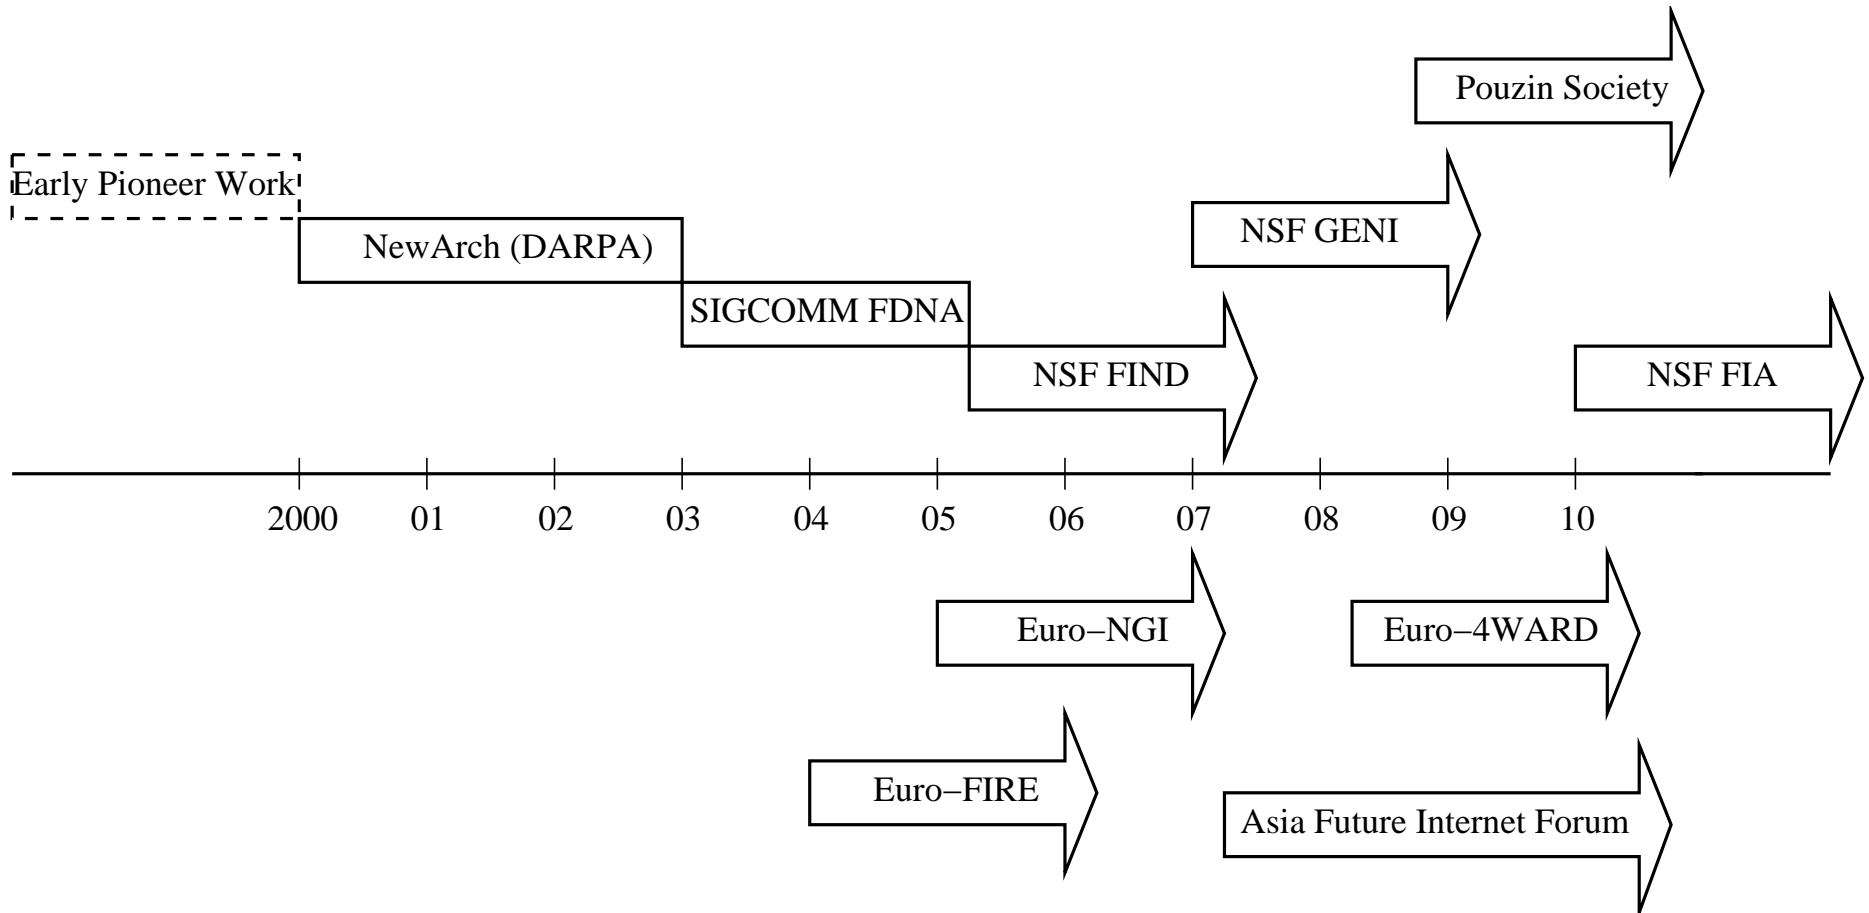 Pouzin Society
Early Pioneer Work
NSF GENI
NewArch (DARPA)
SIGCOMM FDNA
NSF FIND
NSF FIA
2000 01 02 03 04 05 06 07 08 09 10
Euro−NGI
Euro−4WARD
Euro−FIRE
Asia Future Internet Forum